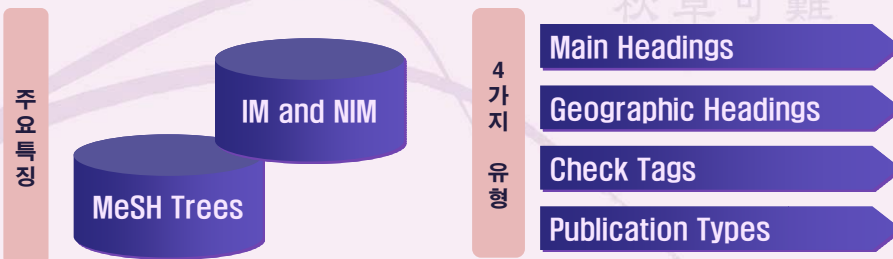 주요특징
IM and NIM
MeSH Trees
4가지 유형
Main Headings
Geographic Headings
Check Tags
Publication Types